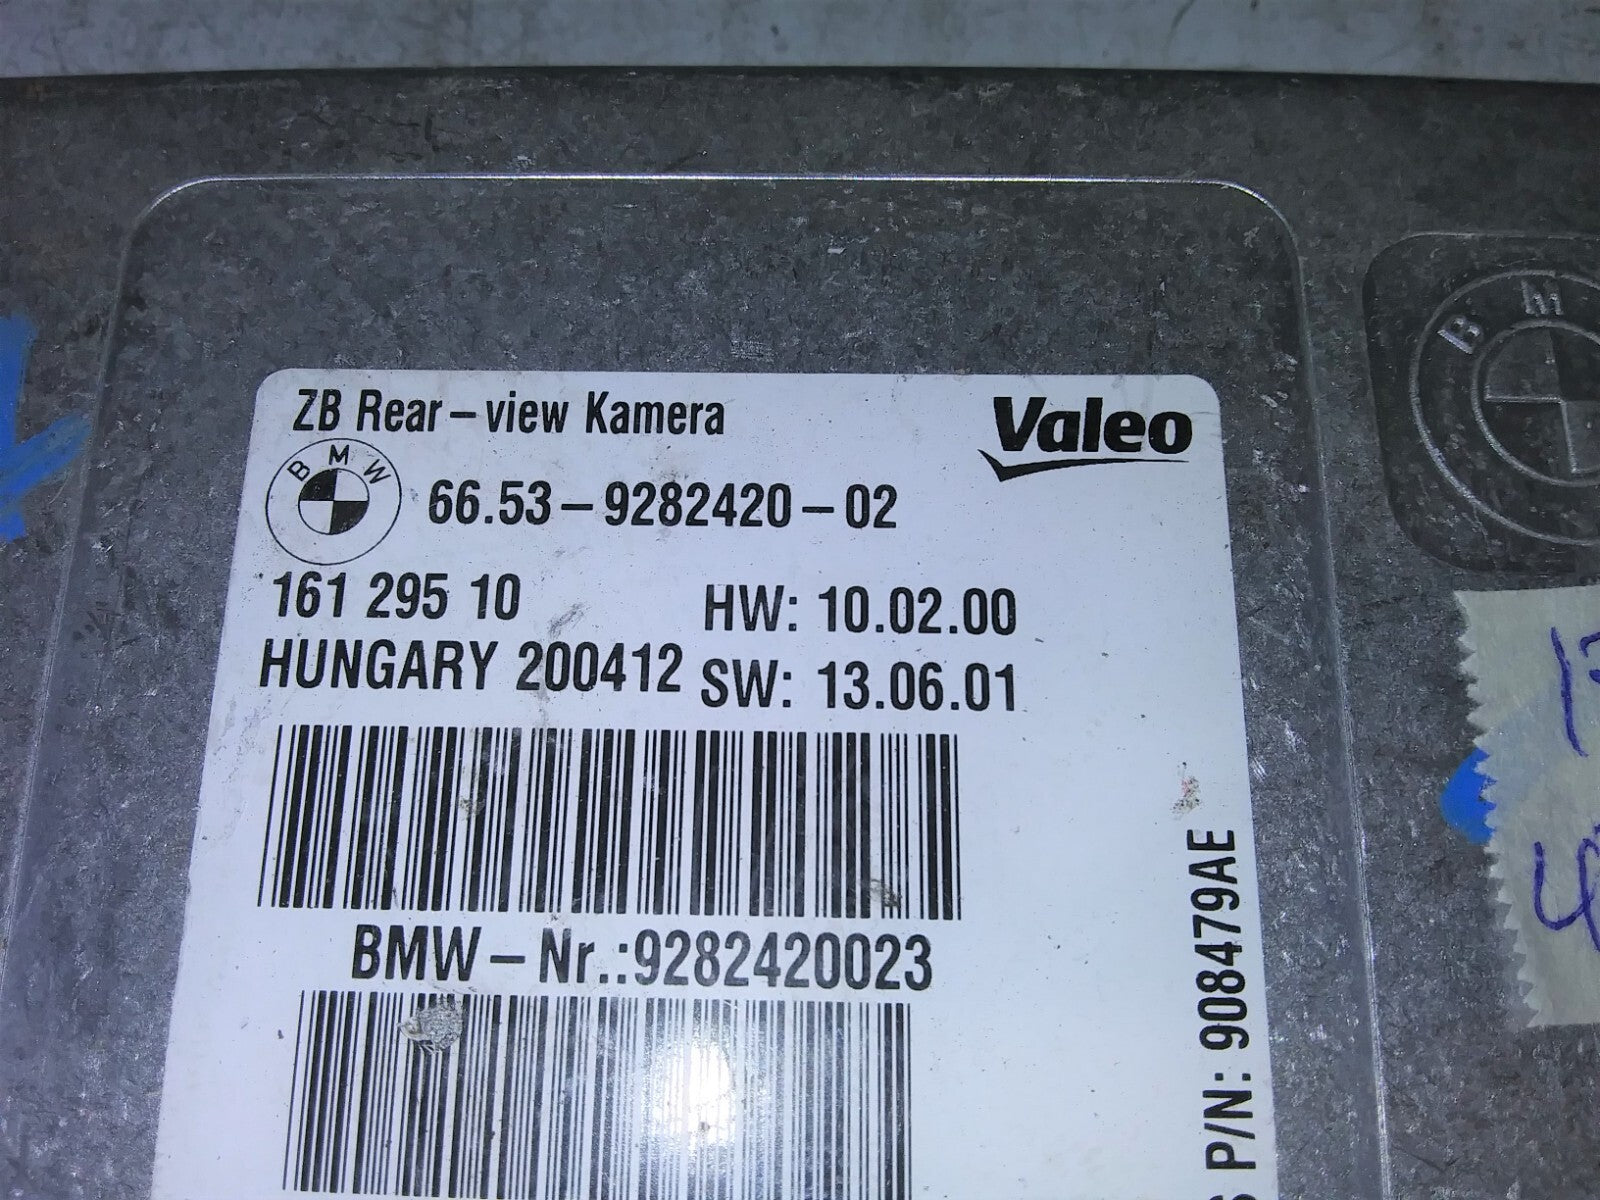 ZB Rear-view Kamera
Valeo
BMW
66.53-9282420-02
161 295 10
HW: 10.02.00
HUNGARY 200412
SW: 13.06.01
BMW-Nr.:9282420023
P/N: 908479AE
B M